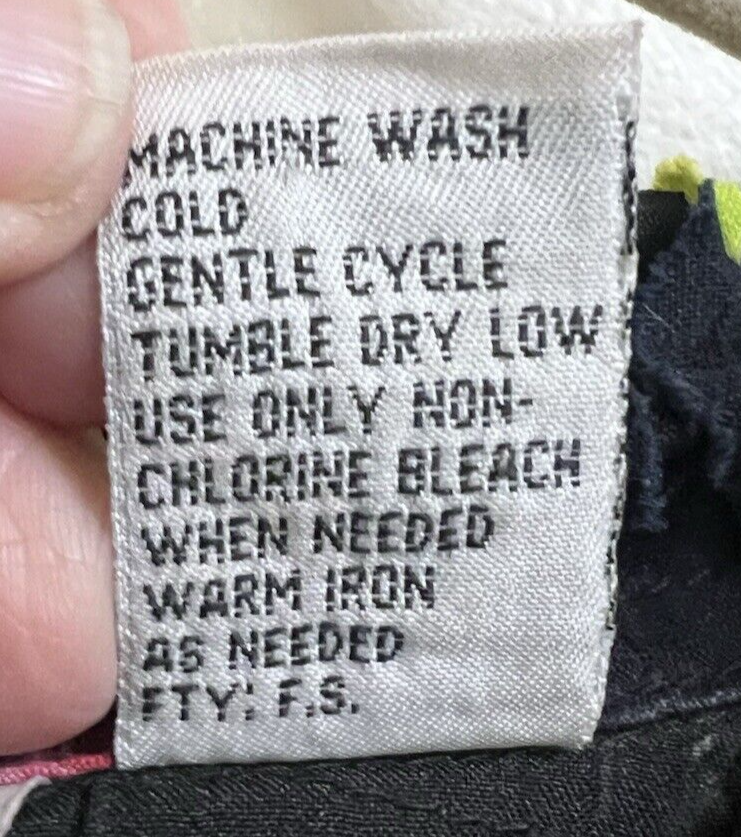 MACHINE WASH
COLD
GENTLE CYCLE
TUMBLE DRY LOW
USE ONLY NON-
CHLORINE BLEACH
WHEN NEEDED
WARM IRON
AS NEEDED
FTY: F.S.